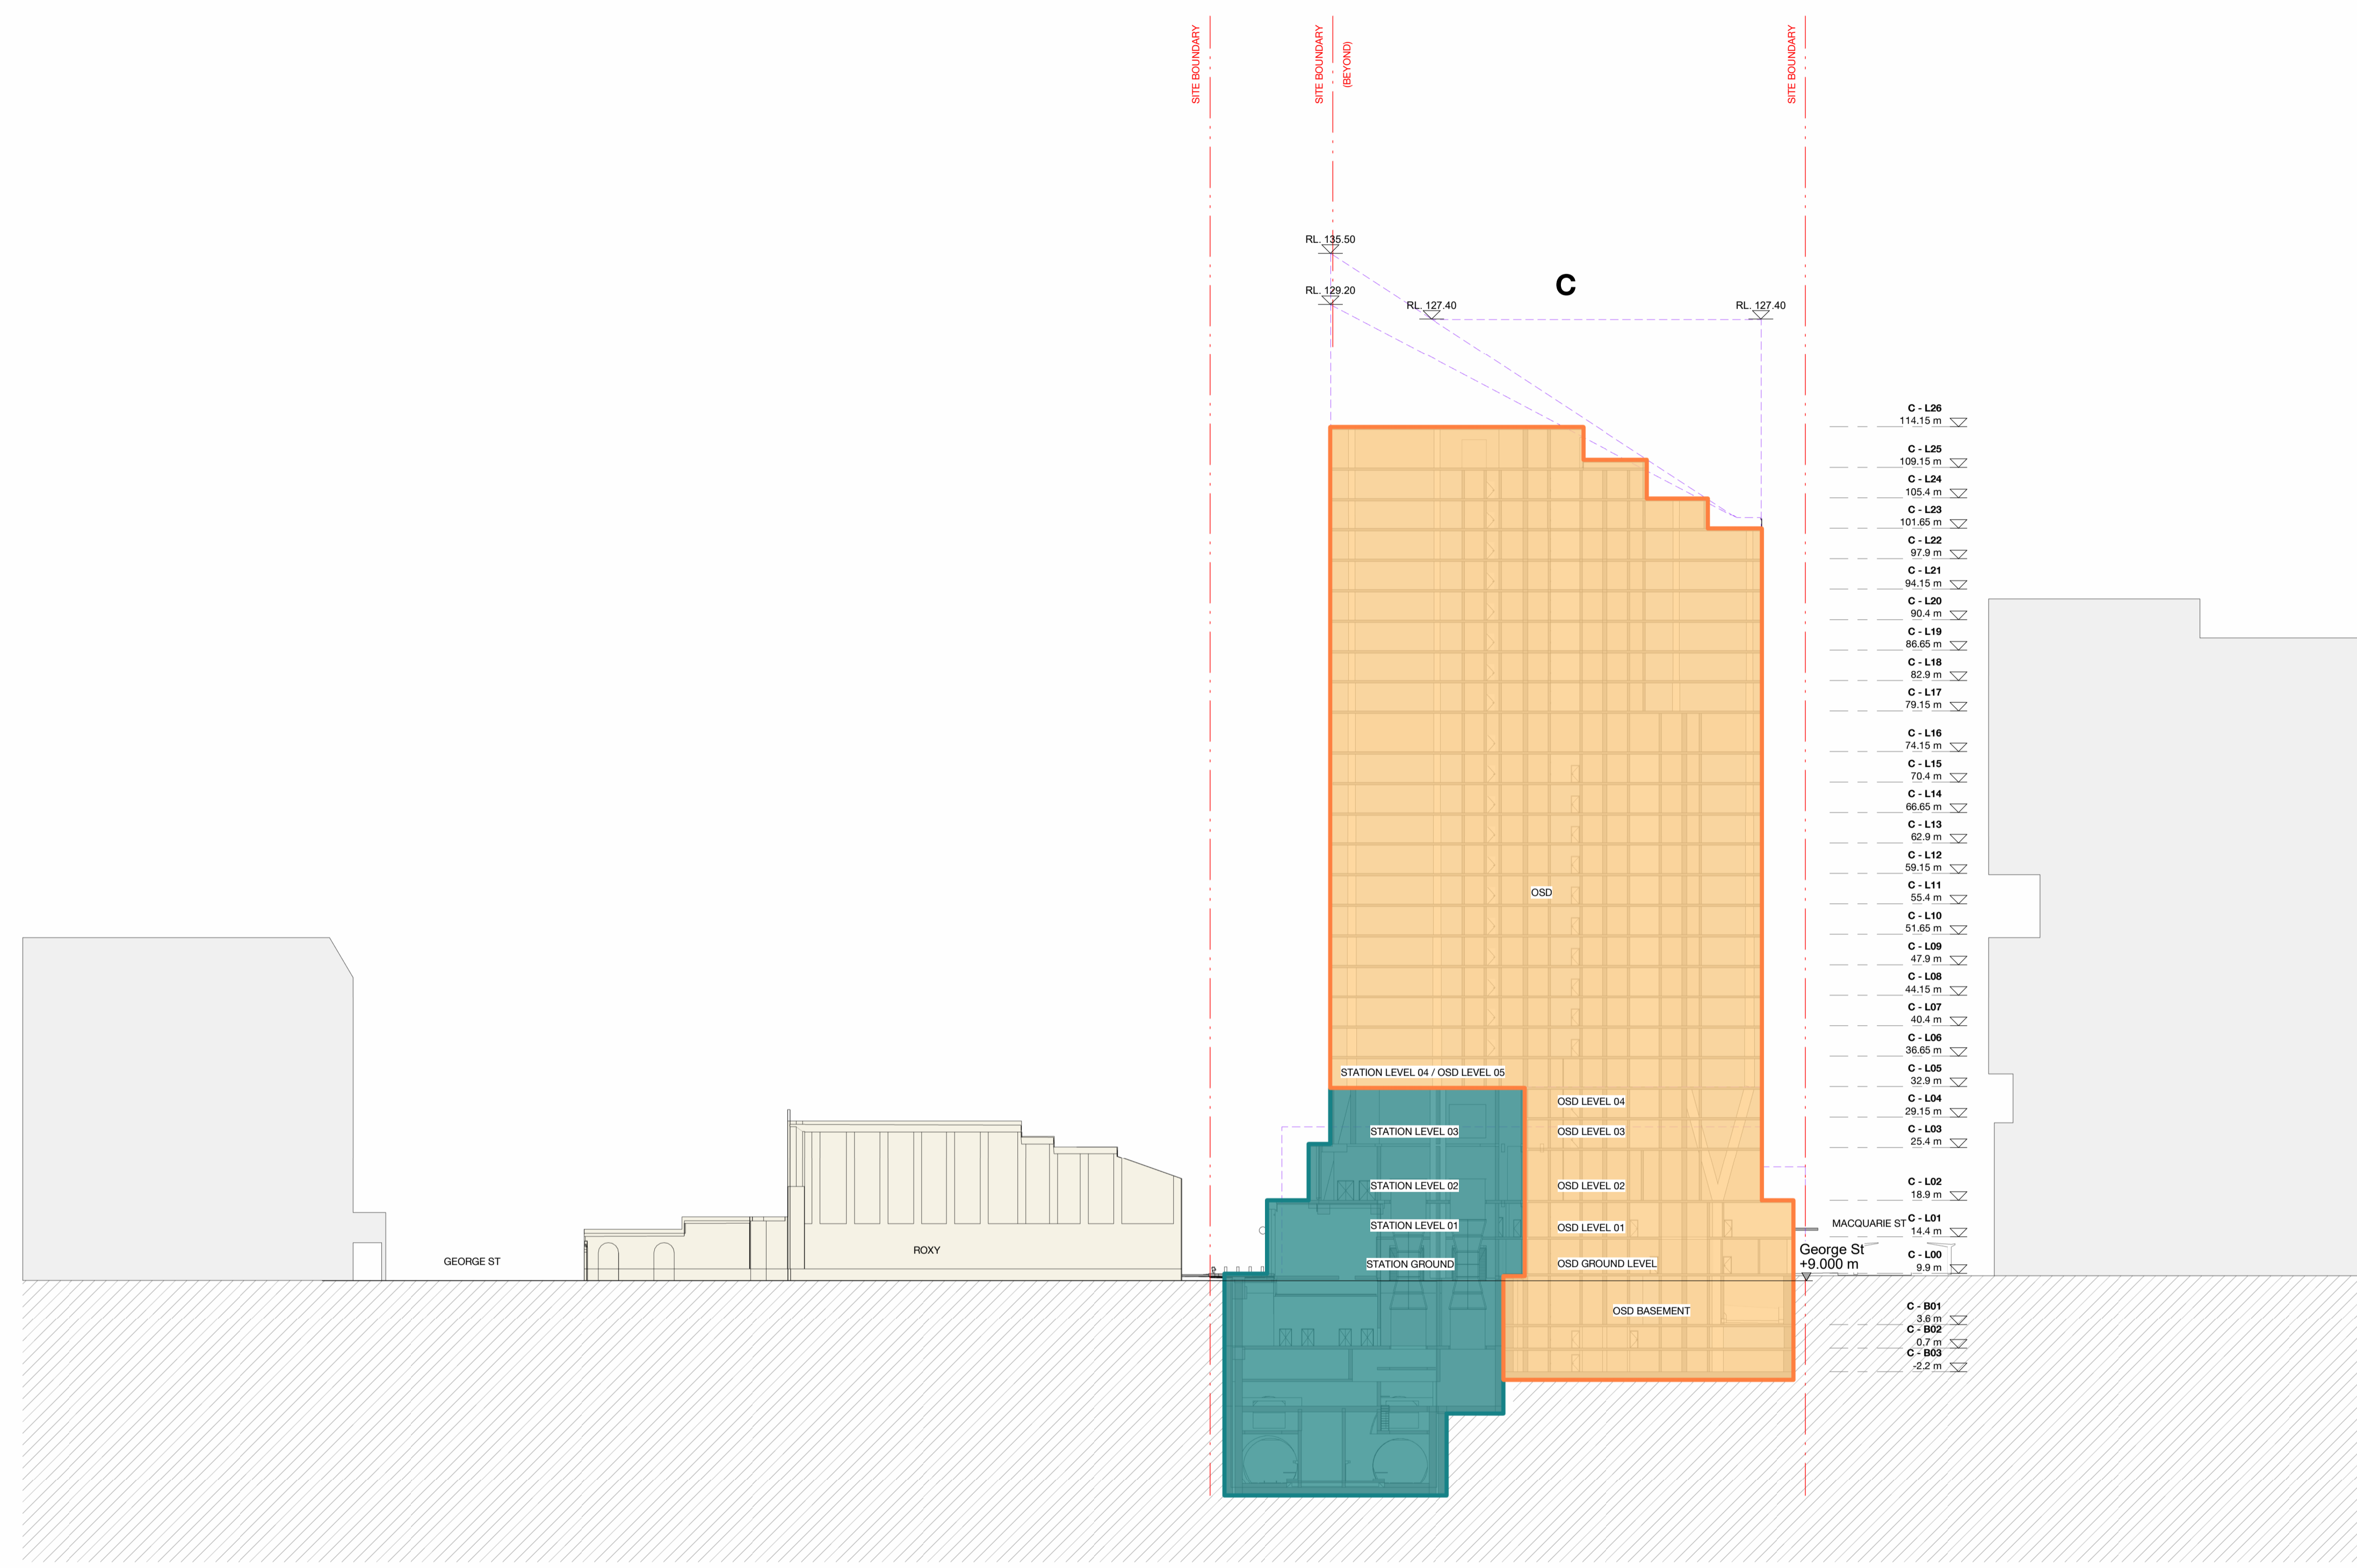 SITE BOUNDARY
SITE BOUNDARY
(BEYOND)
SITE BOUNDARY
RL. 135.50
C
RL. 129.20
RL. 127.40
RL. 127.40
C - L26
114.15 m
C - L25
109.15 m
C - L24
105.4 m
C - L23
101.65 m
C - L22
97.9 m
C - L21
94.15 m
C - L20
90.4 m
C - L19
86.65 m
C - L18
82.9 m
C - L17
79.15 m
C - L16
74.15 m
C - L15
70.4 m
C - L14
66.65 m
C - L13
62.9 m
C - L12
59.15 m
C - L11
55.4 m
C - L10
51.65 m
C - L09
47.9 m
C - L08
44.15 m
C - L07
40.4 m
C - L06
36.65 m
C - L05
32.9 m
C - L04
29.15 m
C - L03
25.4 m
C - L02
18.9 m
C - L01
14.4 m
C - L00
9.9 m
C - B01
3.6 m
C - B02
0.7 m
C - B03
-2.2 m
OSD
STATION LEVEL 04 / OSD LEVEL 05
OSD LEVEL 04
STATION LEVEL 03
OSD LEVEL 03
STATION LEVEL 02
OSD LEVEL 02
STATION LEVEL 01
OSD LEVEL 01
MACQUARIE ST
STATION GROUND
OSD GROUND LEVEL
George St
+9.000 m
OSD BASEMENT
GEORGE ST
ROXY